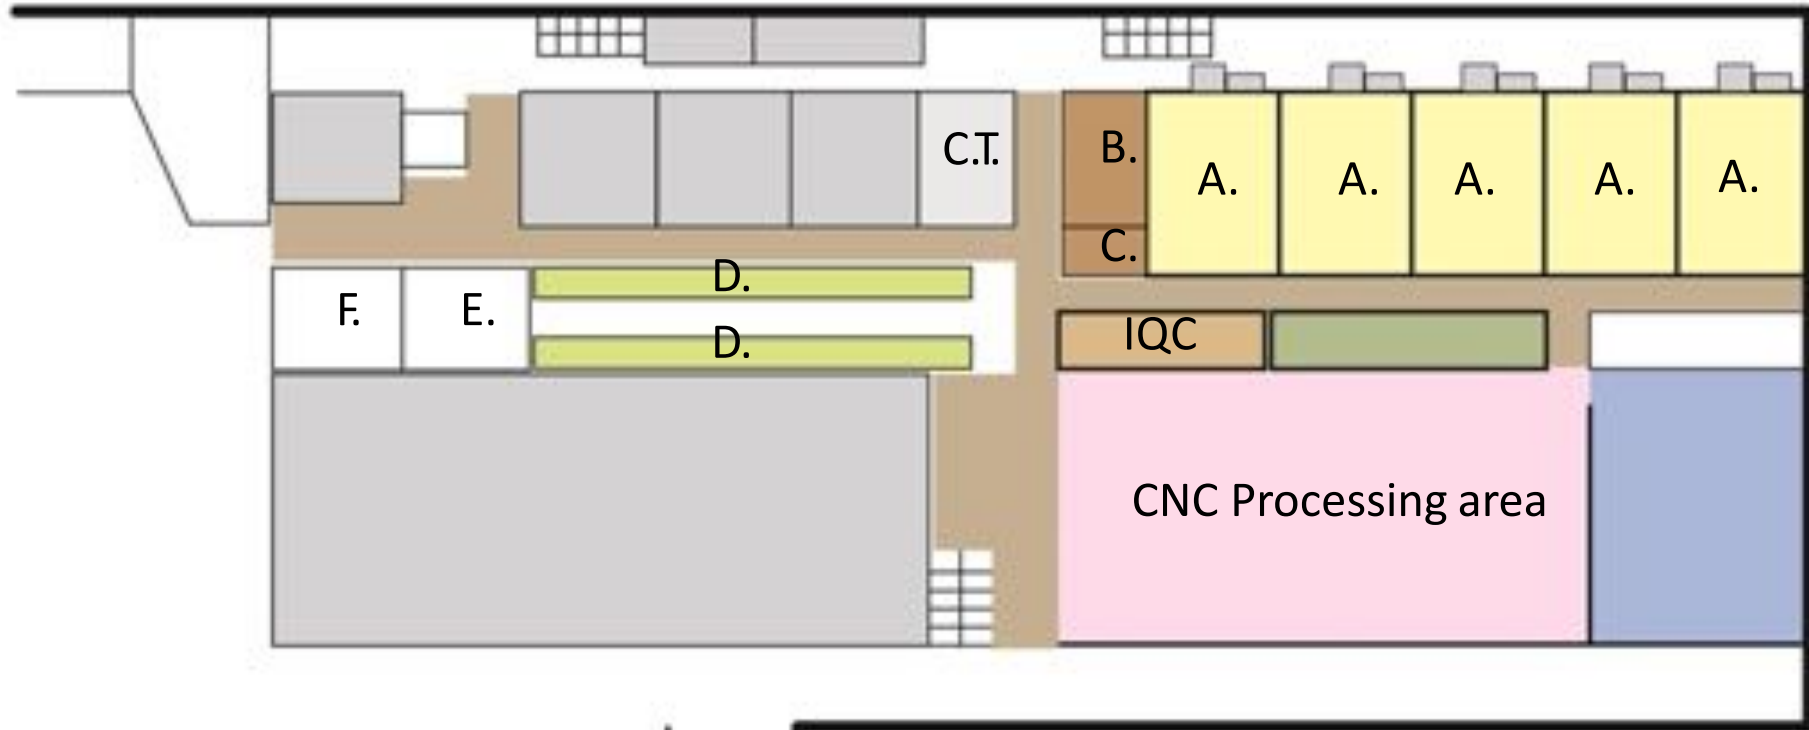 C.T.
B.
A.
A.
A.
A.
A.
C.
D.
F.
E.
D.
IQC
CNC Processing area